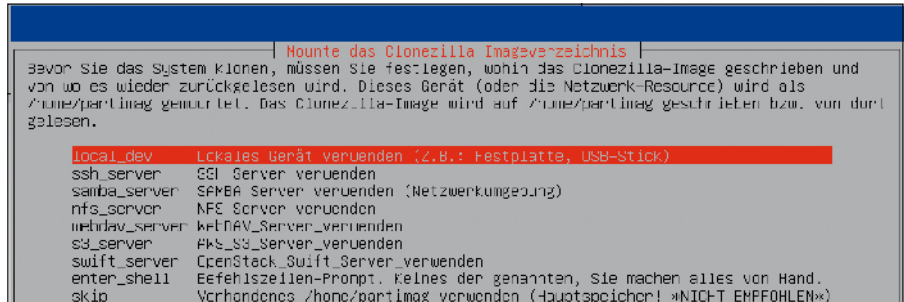 Mounte das Clonezilla Imageverzeichnis
Bevor Sie das System klonen, müssen Sie festlegen, wohin das Clonezilla-Image geschrieben und
von wo es wieder zurückgelesen wird. Dieses Gerät (oder die Netzwerk-Resource) wird als
/home/partimag gemountet. Das Clonezilla-Image wird auf /home/partimag geschrieben bzw. von dort
gelesen.
local_dev Lokales Gerät verwenden (Z.B.: Festplatte, USB-Stick)
ssh_server SSH Server verwenden
samba_server SAMBA Server verwenden (Netzwerkumgebung)
nfs_server NFS Server verwenden
webdav_server WebDAV_Server_verwenden
s3_server AWS_S3_Server_verwenden
swift_server OpenStack_Swift_Server_verwenden
enter_shell Befehlszeilen-Prompt. Keines der genannten, Sie machen alles von Hand.
skip Vorhandenes /home/partimag verwenden (Hauptspeicher! *NICHT EMPFOHLEN*)